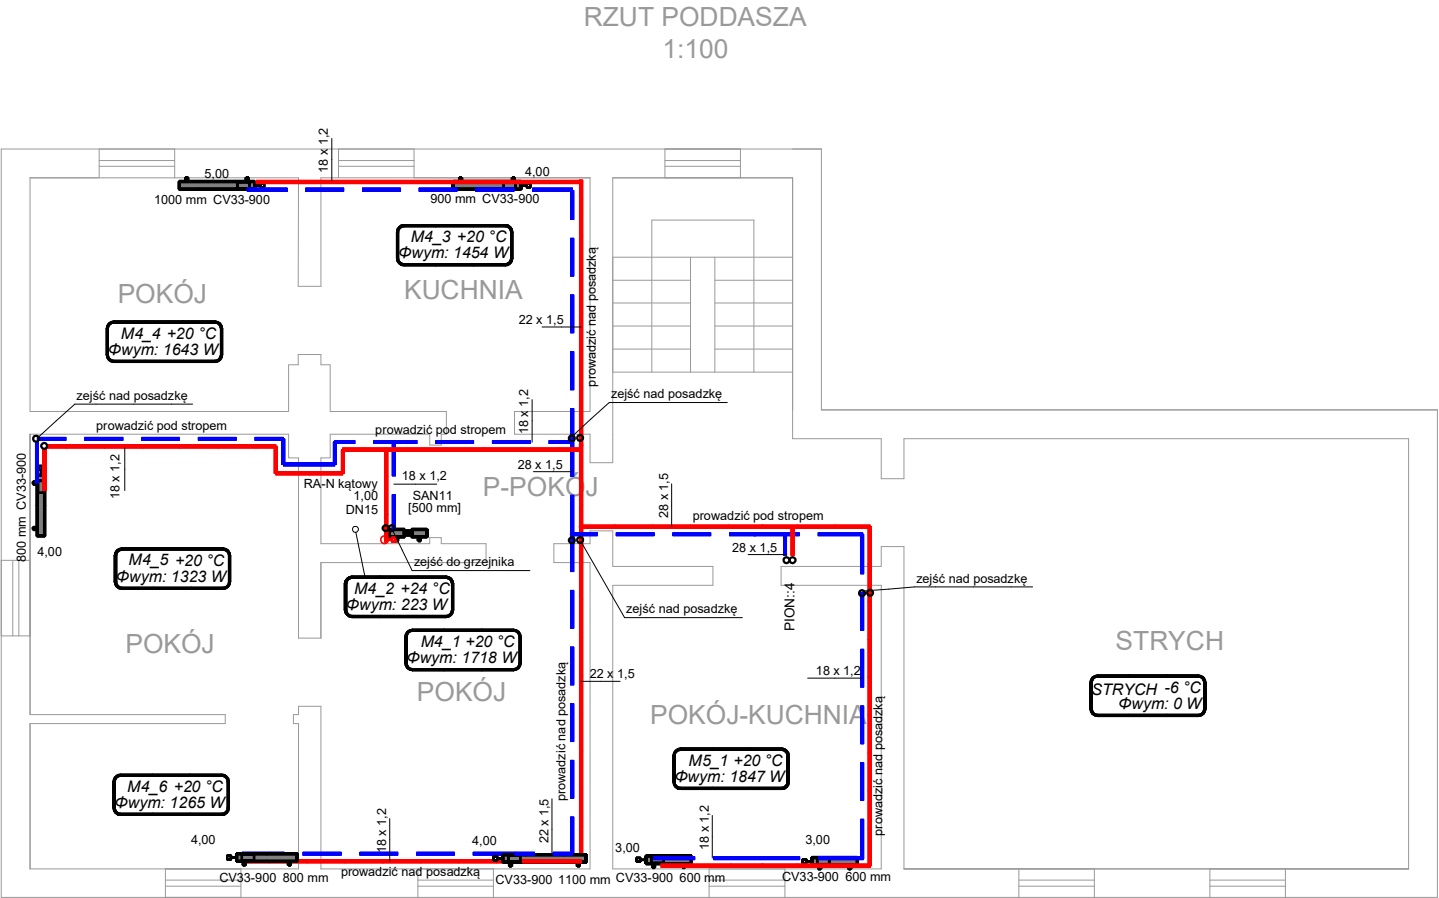 RZUT PODDASZA
1:100
18 x 1,2
5,00
4,00
1000 mm  CV33-900
900 mm  CV33-900
M4_3 +20 °C
Φwym: 1454 W
POKÓJ
KUCHNIA
prowadzić nad posadzką
22 x 1,5
M4_4 +20 °C
Φwym: 1643 W
zejść nad posadzkę
zejść nad posadzkę
18 x 1,2
prowadzić pod stropem
prowadzić pod stropem
800 mm  CV33-900
18 x 1,2
28 x 1,5
RA-N kątowy
1,00
DN15
18 x 1,2
SAN11
[500 mm]
P-POKÓJ
28 x 1,5
prowadzić pod stropem
4,00
28 x 1,5
zejść do grzejnika
M4_5 +20 °C
Φwym: 1323 W
M4_2 +24 °C
Φwym: 223 W
zejść nad posadzkę
zejść nad posadzkę
PION::4
POKÓJ
M4_1 +20 °C
Φwym: 1718 W
POKÓJ
22 x 1,5
prowadzić nad posadzką
18 x 1,2
prowadzić nad posadzką
STRYCH
STRYCH -6 °C
Φwym: 0 W
POKÓJ-KUCHNIA
M5_1 +20 °C
Φwym: 1847 W
M4_6 +20 °C
Φwym: 1265 W
4,00
18 x 1,2
4,00
22 x 1,5
3,00
18 x 1,2
3,00
CV33-900  800 mm
prowadzić nad posadzką
CV33-900  1100 mm
CV33-900  600 mm
CV33-900  600 mm